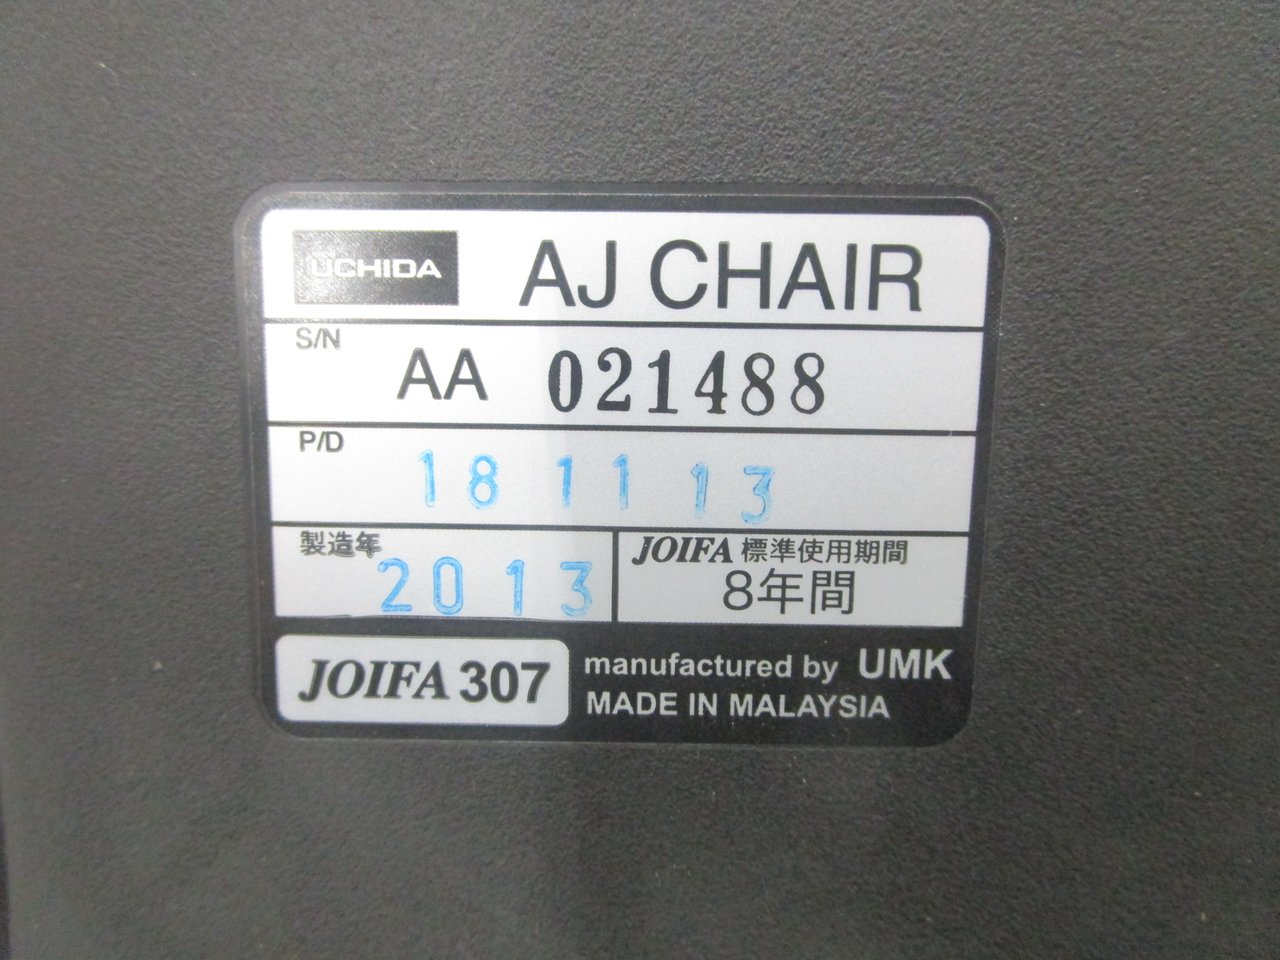 UCHIDA AJ CHAIR
S/N AA 021488
P/D 18 11 13
製造年 2013
JOIFA 標準使用期間
8年間
JOIFA 307
manufactured by UMK
MADE IN MALAYSIA